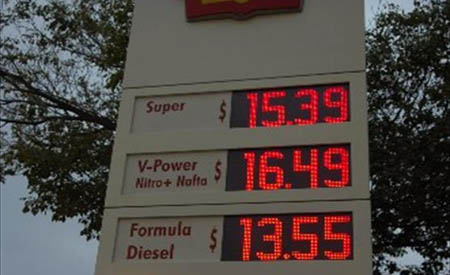 Super $ 15.39
V-Power $ 16.49
Nitro+ Nafta
Formula $ 13.55
Diesel